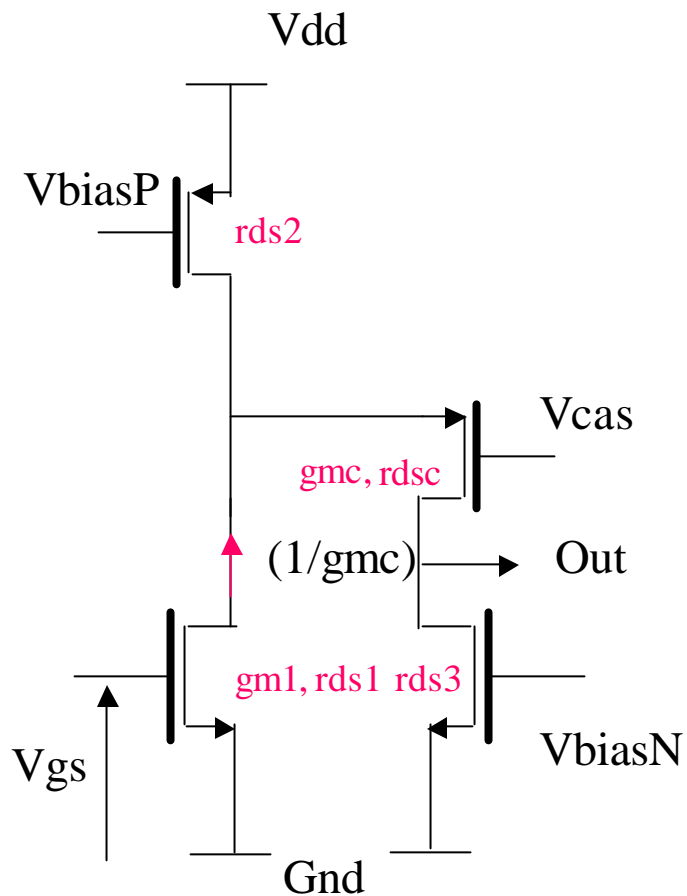 Vdd
VbiasP
rds2
Vcas
gmc, rdsc
(1/gmc)
Out
gm1, rds1 rds3
Vgs
VbiasN
Gnd